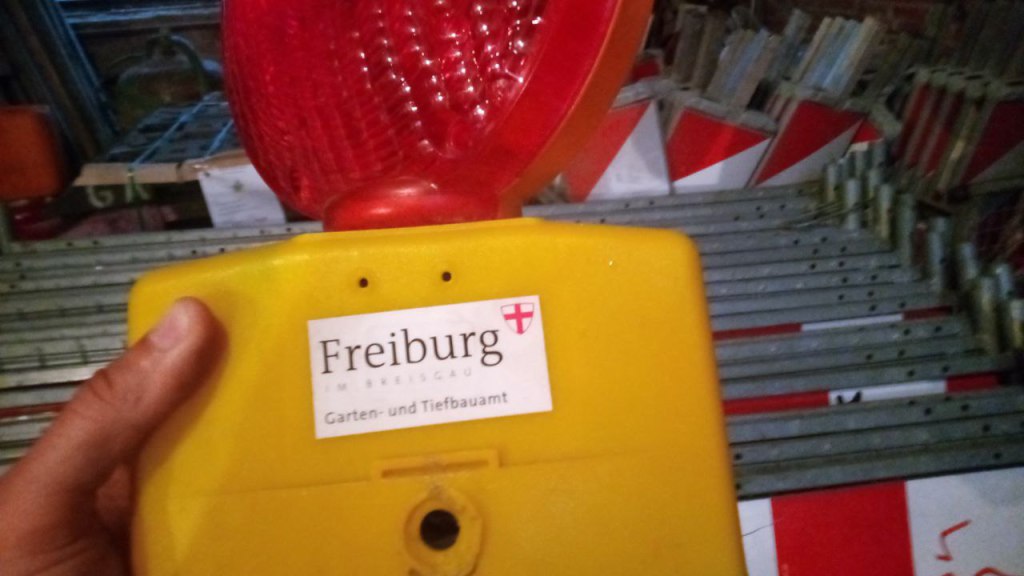 Freiburg
IM BREISGAU
Garten- und Tiefbauamt